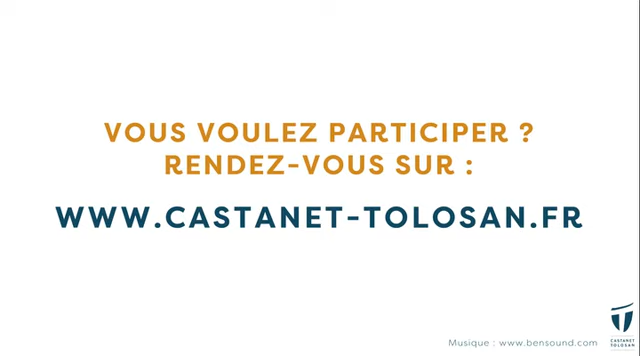 VOUS VOULEZ PARTICIPER ?
RENDEZ-VOUS SUR :
WWW.CASTANET-TOLOSAN.FR
Musique : www.bensound.com
CASTANET
TOLOSAN